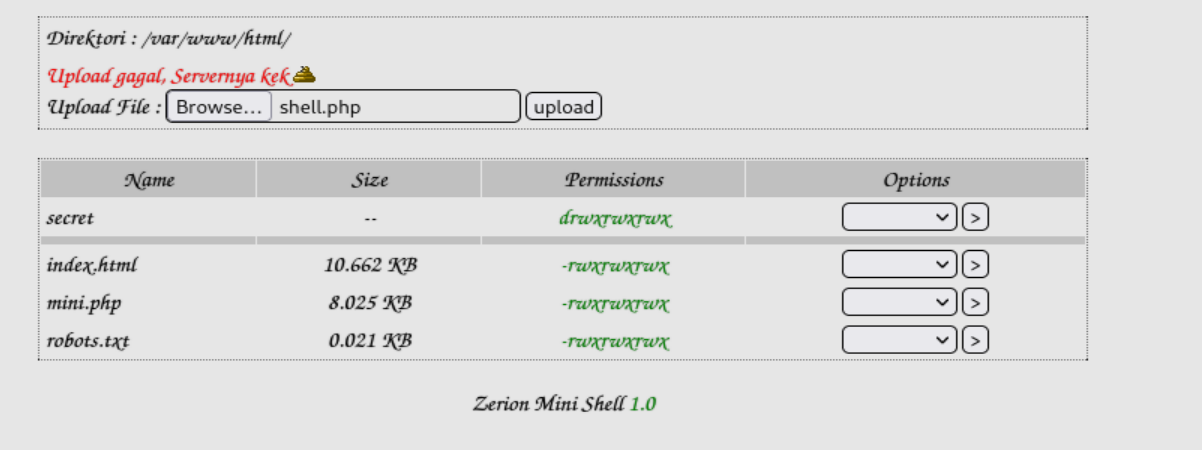 Direktori : /var/www/html/
Upload gagal, Servernya kek
Upload File : Browse... shell.php upload
Name Size Permissions Options
secret -- drwxrwxrwx >
index.html 10.662 KB -rwxrwxrwx >
mini.php 8.025 KB -rwxrwxrwx >
robots.txt 0.021 KB -rwxrwxrwx >
Zerion Mini Shell 1.0